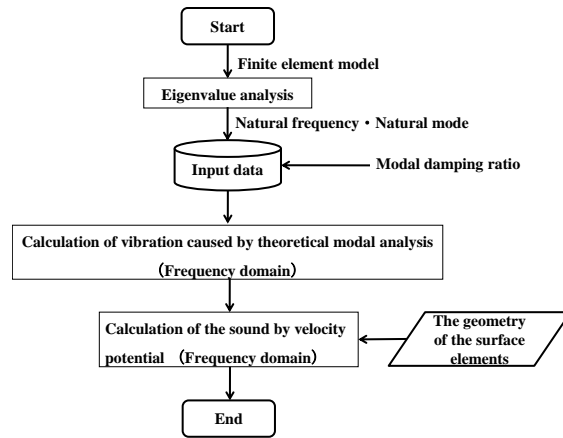 Start
Finite element model
Eigenvalue analysis
Natural frequency・Natural mode
Input data
Modal damping ratio
Calculation of vibration caused by theoretical modal analysis
（Frequency domain）
Calculation of the sound by velocity
potential （Frequency domain）
The geometry
of the surface
elements
End